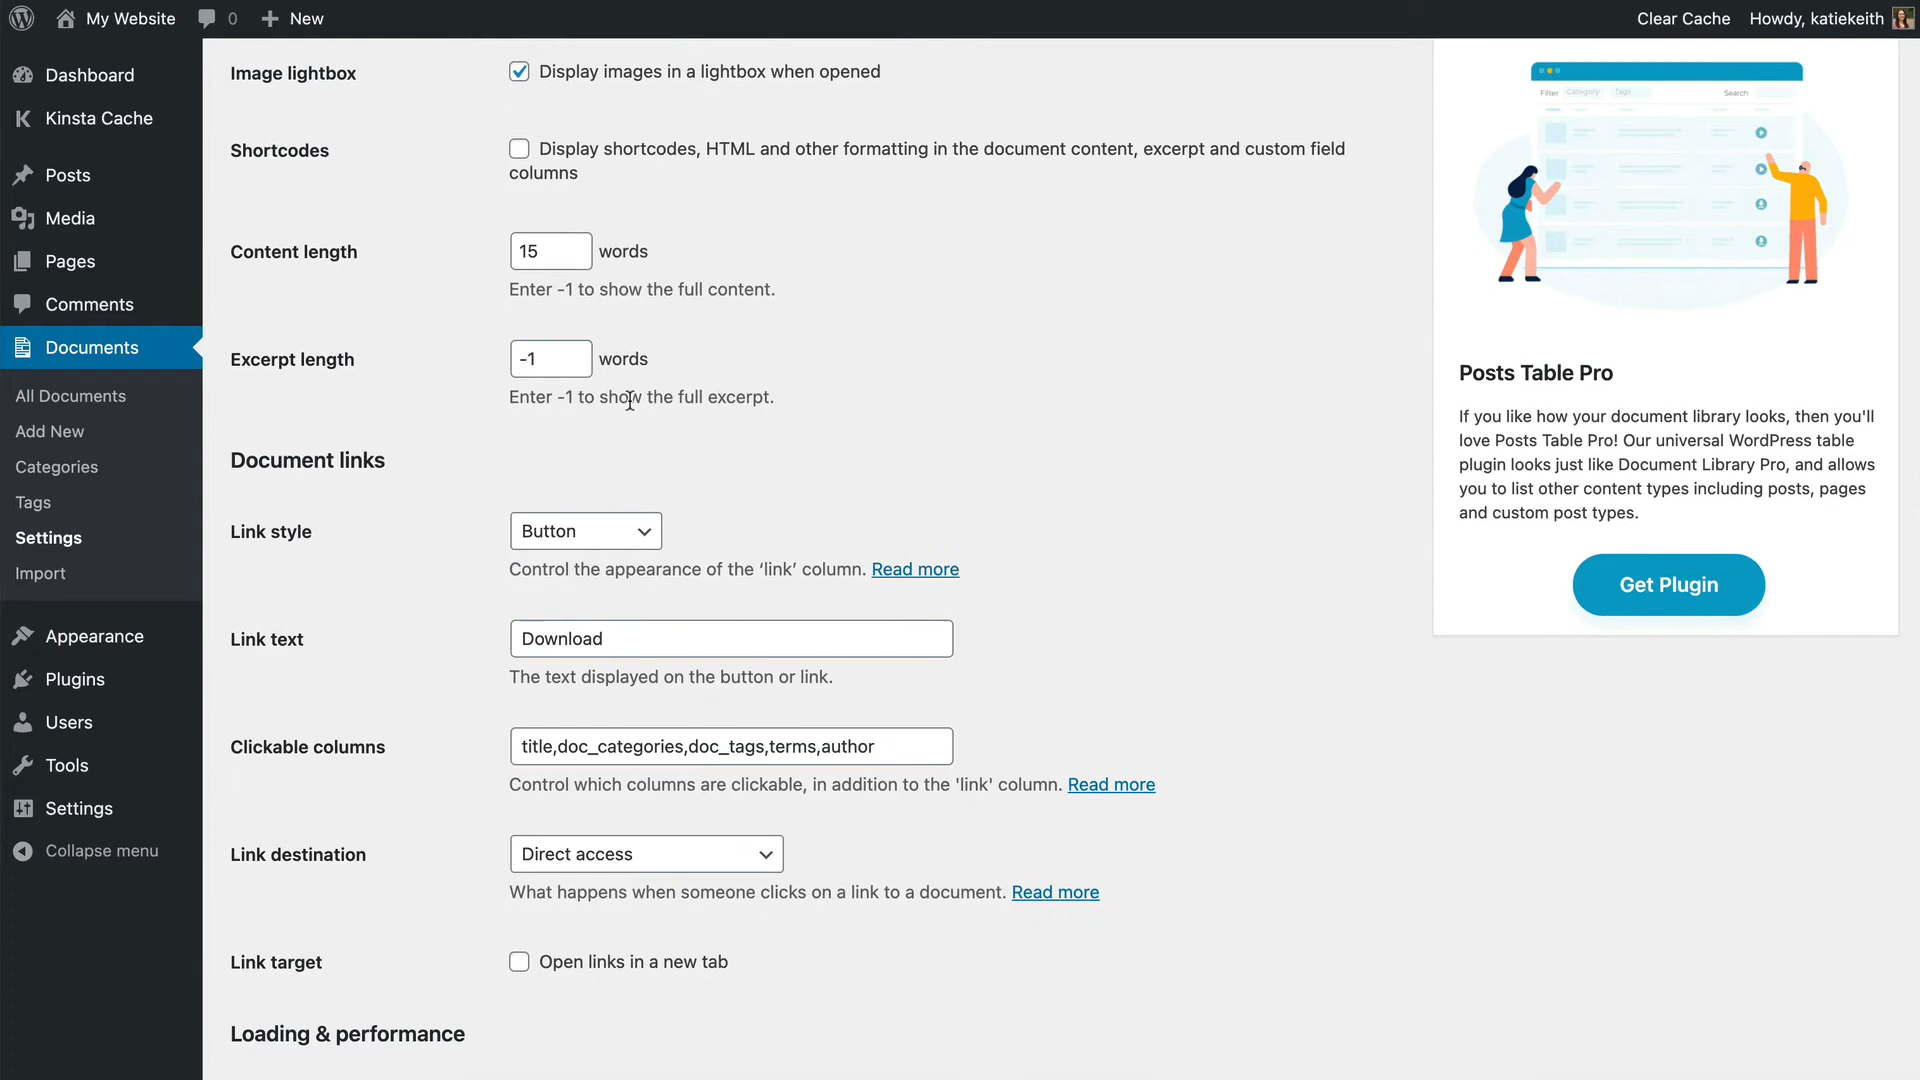 My Website
0
New
Clear Cache
Howdy, katiekeith
Dashboard
Kinsta Cache
Posts
Media
Pages
Comments
Documents
All Documents
Add New
Categories
Tags
Settings
Import
Appearance
Plugins
Users
Tools
Settings
Collapse menu
Image lightbox
Display images in a lightbox when opened
Shortcodes
Display shortcodes, HTML and other formatting in the document content, excerpt and custom field
columns
Content length
15
words
Enter -1 to show the full content.
Excerpt length
-1
words
Enter -1 to show the full excerpt.
Document links
Link style
Button
Control the appearance of the ‘link’ column. Read more
Link text
Download
The text displayed on the button or link.
Clickable columns
title,doc_categories,doc_tags,terms,author
Control which columns are clickable, in addition to the 'link' column. Read more
Link destination
Direct access
What happens when someone clicks on a link to a document. Read more
Link target
Open links in a new tab
Loading & performance
Filter
Category
Tags
Search
Posts Table Pro
If you like how your document library looks, then you'll
love Posts Table Pro! Our universal WordPress table
plugin looks just like Document Library Pro, and allows
you to list other content types including posts, pages
and custom post types.
Get Plugin